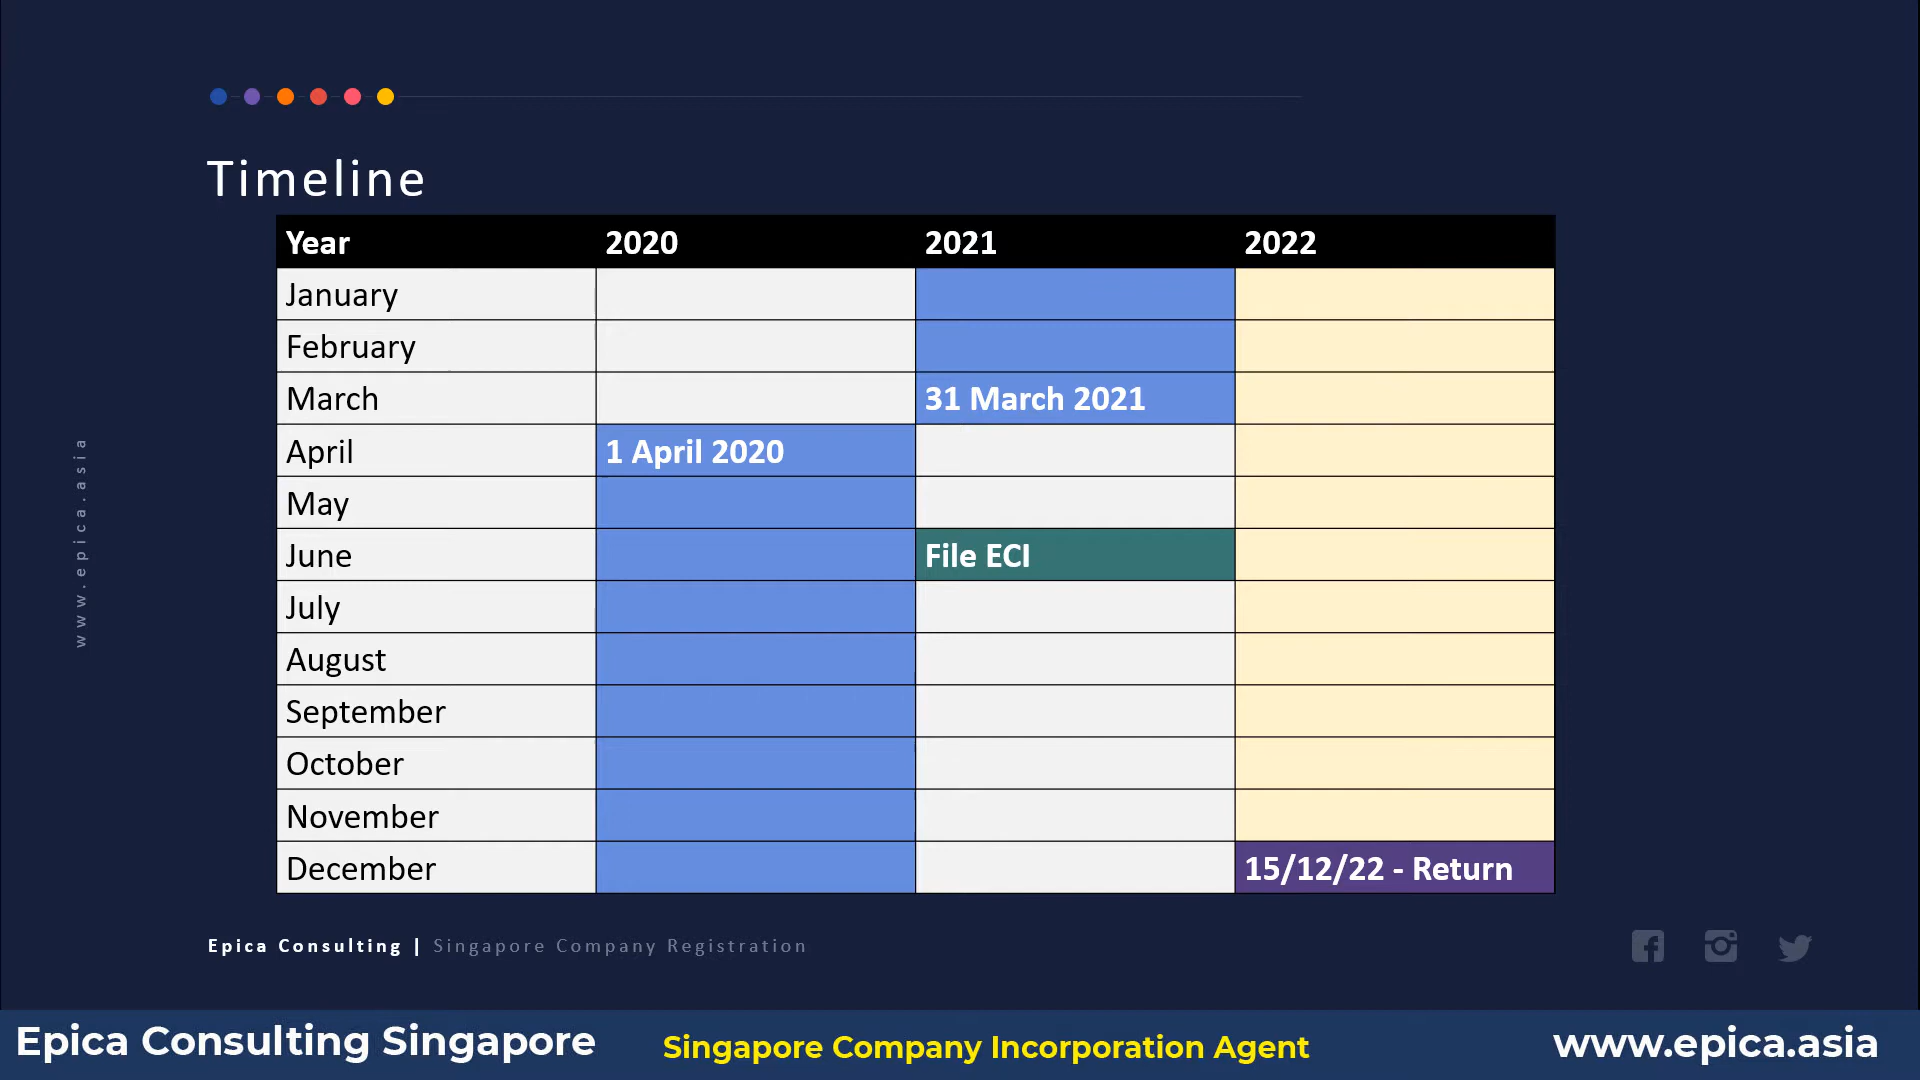 Timeline
Year 2020 2021 2022
January
February
March 31 March 2021
April 1 April 2020
May
June File ECI
July
August
September
October
November
December 15/12/22 - Return
www.epica.asia
Epica Consulting | Singapore Company Registration
Epica Consulting Singapore Singapore Company Incorporation Agent www.epica.asia